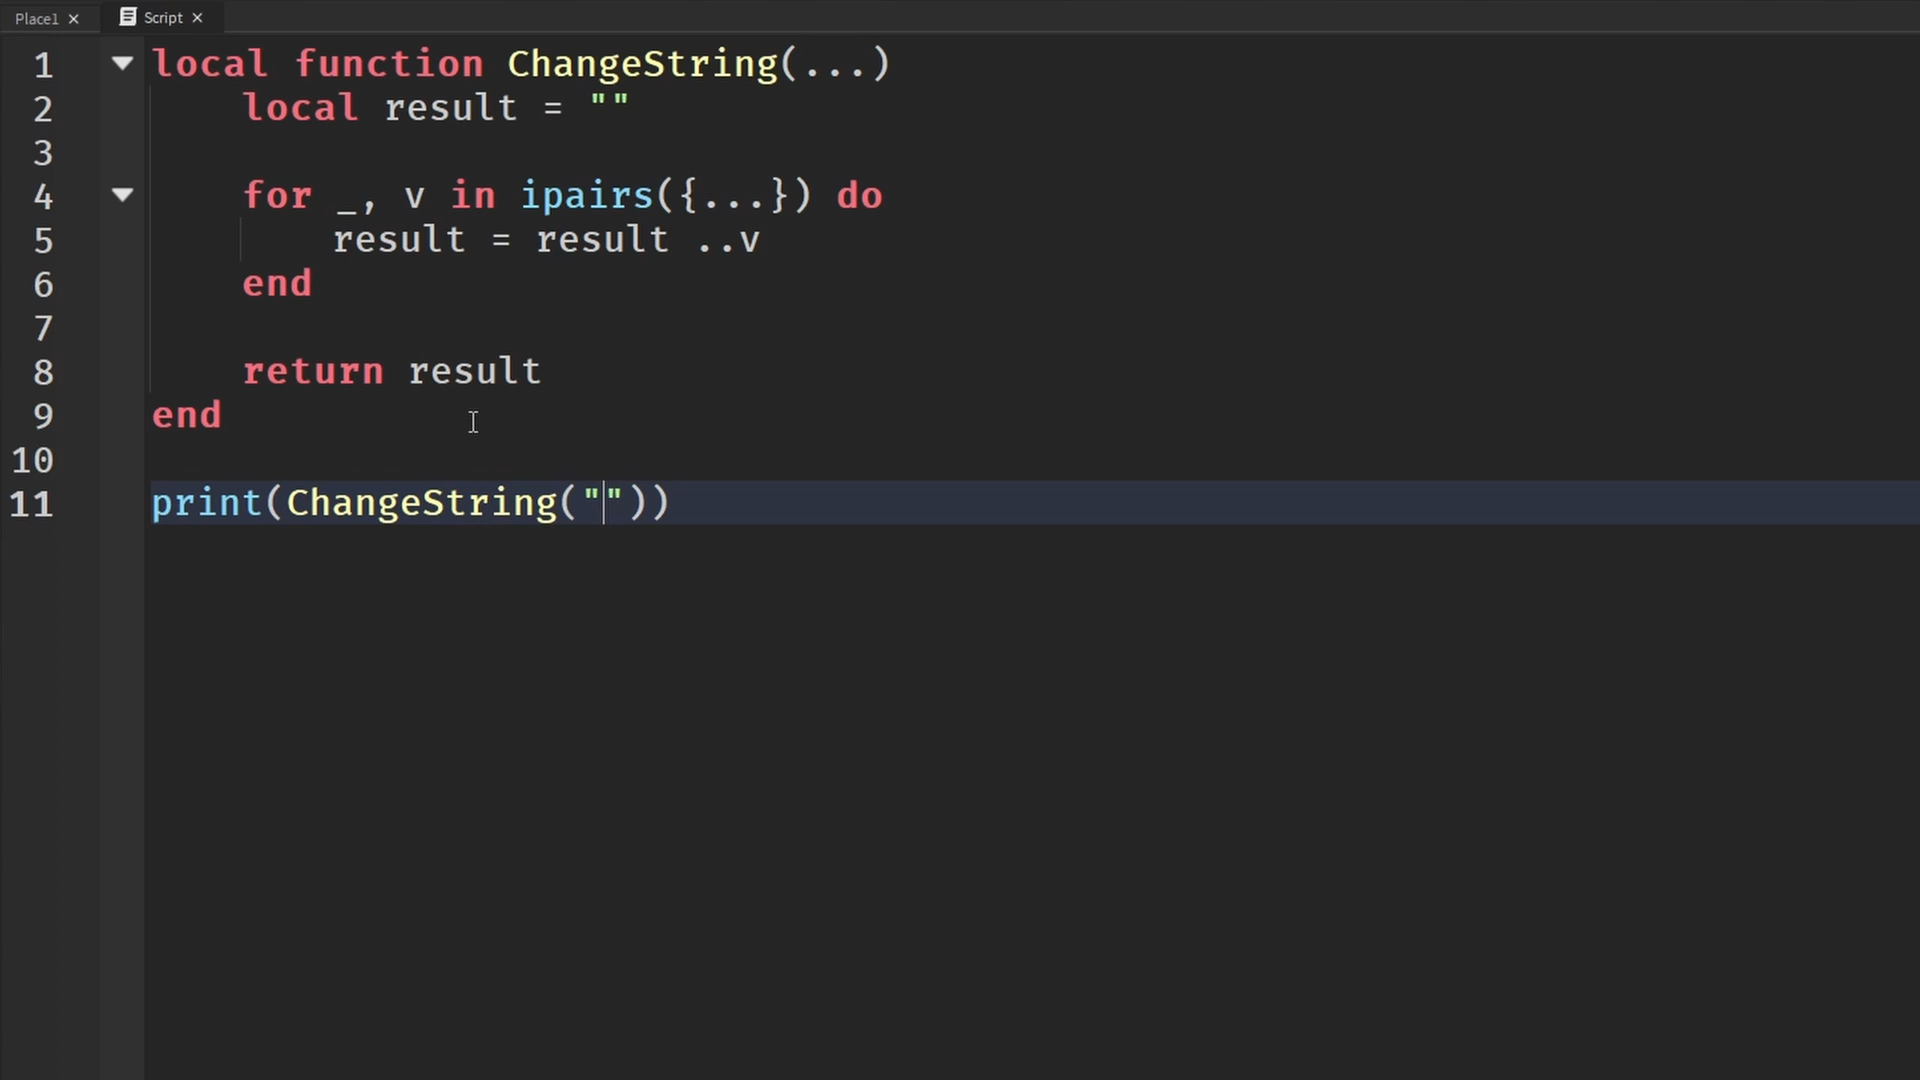 Place1 ×
Script ×
1 local function ChangeString(...)
2 local result = ""
3
4 for _, v in ipairs({...}) do
5 result = result ..v
6 end
7
8 return result
9 end
10
11 print(ChangeString(""))